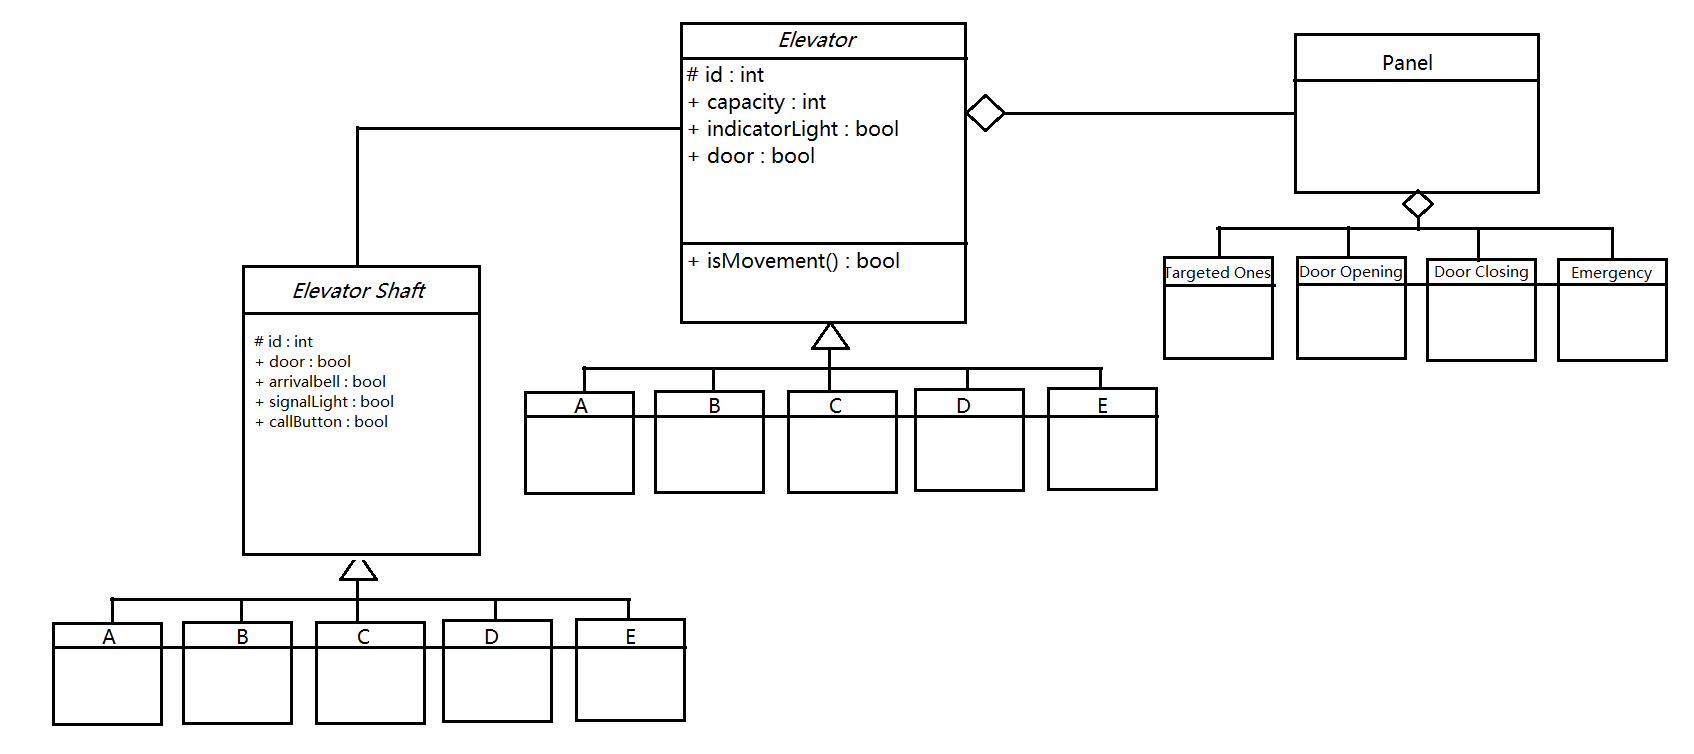 Elevator
# id : int
+ capacity : int
+ indicatorLight : bool
+ door : bool
+ isMovement() : bool
Panel
Targeted Ones
Door Opening
Door Closing
Emergency
Elevator Shaft
# id : int
+ door : bool
+ arrivalbell : bool
+ signalLight : bool
+ callButton : bool
A
B
C
D
E
A
B
C
D
E